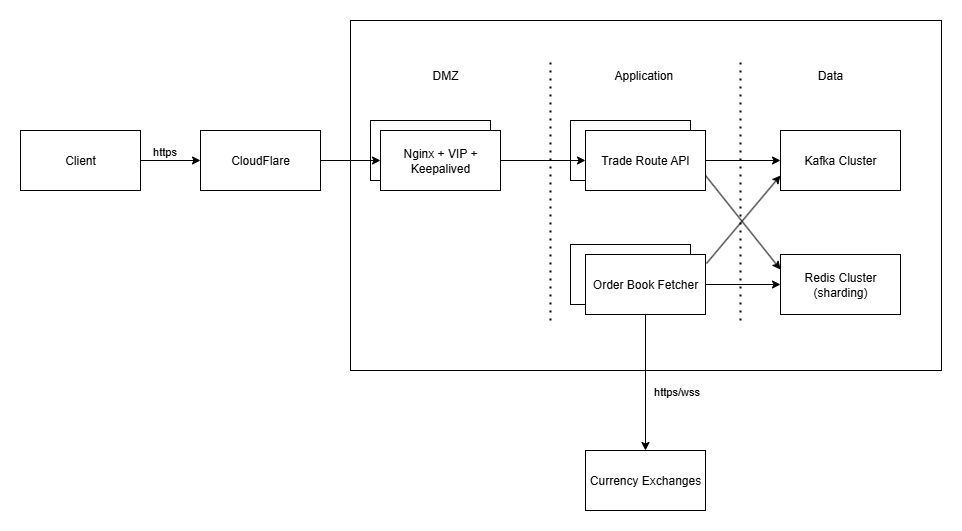 DMZ
Application
Data
Client
https
CloudFlare
Nginx + VIP +
Keepalived
Trade Route API
Kafka Cluster
Order Book Fetcher
Redis Cluster
(sharding)
https/wss
Currency Exchanges